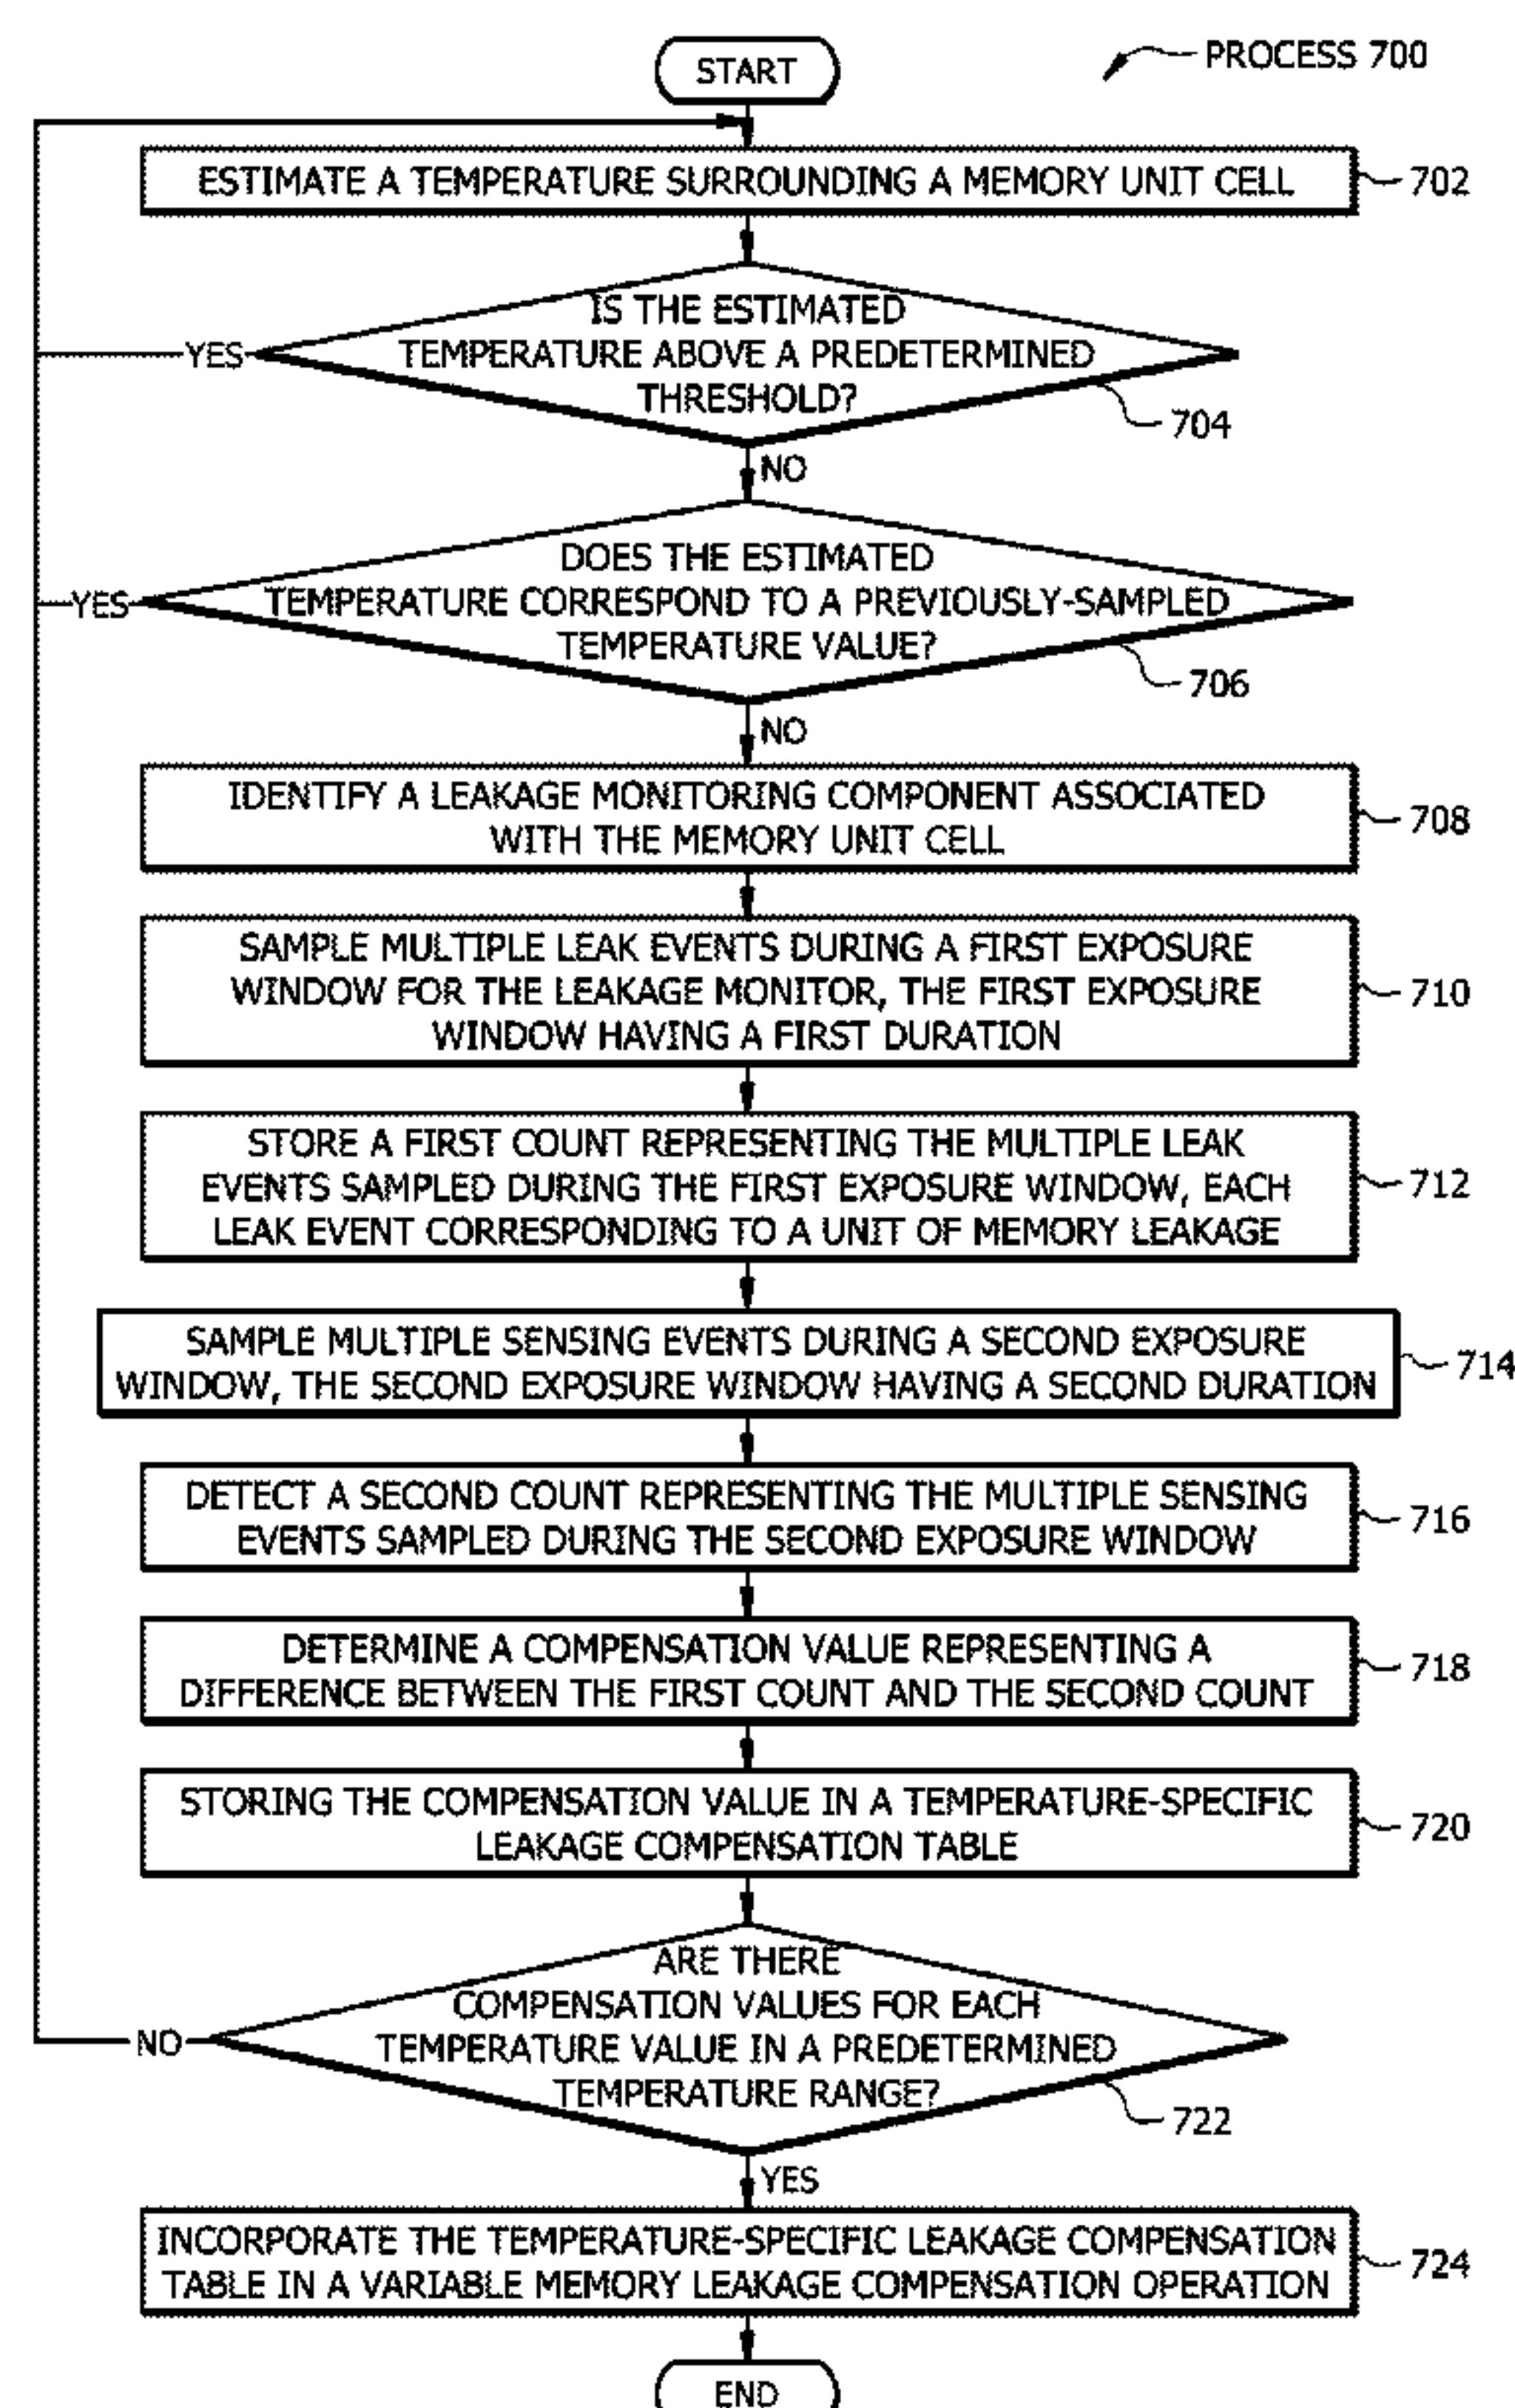 START
PROCESS 700
ESTIMATE A TEMPERATURE SURROUNDING A MEMORY UNIT CELL
702
IS THE ESTIMATED
TEMPERATURE ABOVE A PREDETERMINED
THRESHOLD?
YES
704
NO
DOES THE ESTIMATED
TEMPERATURE CORRESPOND TO A PREVIOUSLY-SAMPLED
TEMPERATURE VALUE?
YES
706
NO
IDENTIFY A LEAKAGE MONITORING COMPONENT ASSOCIATED
WITH THE MEMORY UNIT CELL
708
SAMPLE MULTIPLE LEAK EVENTS DURING A FIRST EXPOSURE
WINDOW FOR THE LEAKAGE MONITOR, THE FIRST EXPOSURE
WINDOW HAVING A FIRST DURATION
710
STORE A FIRST COUNT REPRESENTING THE MULTIPLE LEAK
EVENTS SAMPLED DURING THE FIRST EXPOSURE WINDOW, EACH
LEAK EVENT CORRESPONDING TO A UNIT OF MEMORY LEAKAGE
712
SAMPLE MULTIPLE SENSING EVENTS DURING A SECOND EXPOSURE
WINDOW, THE SECOND EXPOSURE WINDOW HAVING A SECOND DURATION
714
DETECT A SECOND COUNT REPRESENTING THE MULTIPLE SENSING
EVENTS SAMPLED DURING THE SECOND EXPOSURE WINDOW
716
DETERMINE A COMPENSATION VALUE REPRESENTING A
DIFFERENCE BETWEEN THE FIRST COUNT AND THE SECOND COUNT
718
STORING THE COMPENSATION VALUE IN A TEMPERATURE-SPECIFIC
LEAKAGE COMPENSATION TABLE
720
ARE THERE
COMPENSATION VALUES FOR EACH
TEMPERATURE VALUE IN A PREDETERMINED
TEMPERATURE RANGE?
NO
722
YES
INCORPORATE THE TEMPERATURE-SPECIFIC LEAKAGE COMPENSATION
TABLE IN A VARIABLE MEMORY LEAKAGE COMPENSATION OPERATION
724
END